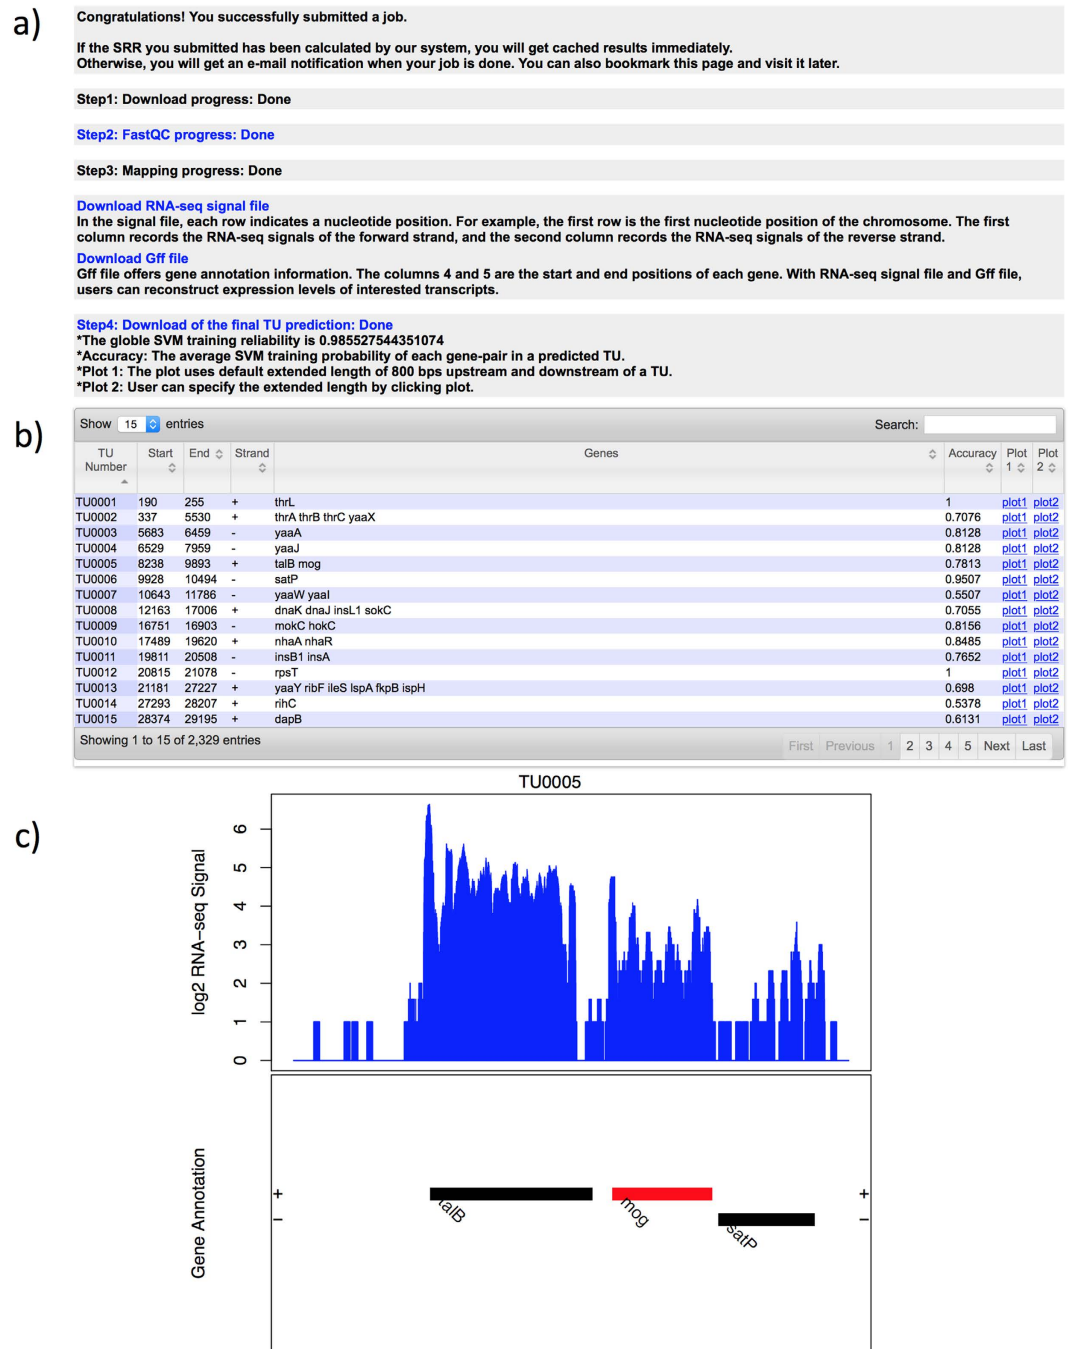 a)
Congratulations! You successfully submitted a job.
If the SRR you submitted has been calculated by our system, you will get cached results immediately.
Otherwise, you will get an e-mail notification when your job is done. You can also bookmark this page and visit it later.
Step1: Download progress: Done
Step2: FastQC progress: Done
Step3: Mapping progress: Done
Download RNA-seq signal file
In the signal file, each row indicates a nucleotide position. For example, the first row is the first nucleotide position of the chromosome. The first
column records the RNA-seq signals of the forward strand, and the second column records the RNA-seq signals of the reverse strand.
Download Gff file
Gff file offers gene annotation information. The columns 4 and 5 are the start and end positions of each gene. With RNA-seq signal file and Gff file,
users can reconstruct expression levels of interested transcripts.
Step4: Download of the final TU prediction: Done
*The globle SVM training reliability is 0.985527544351074
*Accuracy: The average SVM training probability of each gene-pair in a predicted TU.
*Plot 1: The plot uses default extended length of 800 bps upstream and downstream of a TU.
*Plot 2: User can specify the extended length by clicking plot.
b)
Show 15 entries Search:
TU Number Start End Strand Genes Accuracy Plot 1 Plot 2
TU0001 190 255 + thrL 1 plot1 plot2
TU0002 337 5530 + thrA thrB thrC yaaX 0.7076 plot1 plot2
TU0003 5683 6459 - yaaA 0.8128 plot1 plot2
TU0004 6529 7959 - yaaJ 0.8128 plot1 plot2
TU0005 8238 9893 + talB mog 0.7813 plot1 plot2
TU0006 9928 10494 - satP 0.9507 plot1 plot2
TU0007 10643 11786 - yaaW yaaI 0.5507 plot1 plot2
TU0008 12163 17006 + dnaK dnaJ insL1 sokC 0.7055 plot1 plot2
TU0009 16751 16903 - mokC hokC 0.8156 plot1 plot2
TU0010 17489 19620 + nhaA nhaR 0.8485 plot1 plot2
TU0011 19811 20508 - insB1 insA 0.7652 plot1 plot2
TU0012 20815 21078 - rpsT 1 plot1 plot2
TU0013 21181 27227 + yaaY ribF ileS lspA fkpB ispH 0.698 plot1 plot2
TU0014 27293 28207 + rihC 0.5378 plot1 plot2
TU0015 28374 29195 + dapB 0.6131 plot1 plot2
Showing 1 to 15 of 2,329 entries First Previous 1 2 3 4 5 Next Last
c)
TU0005
log2 RNA-seq Signal
6
5
4
3
2
1
0
Gene Annotation
+ +
- -
talB
mog
satP